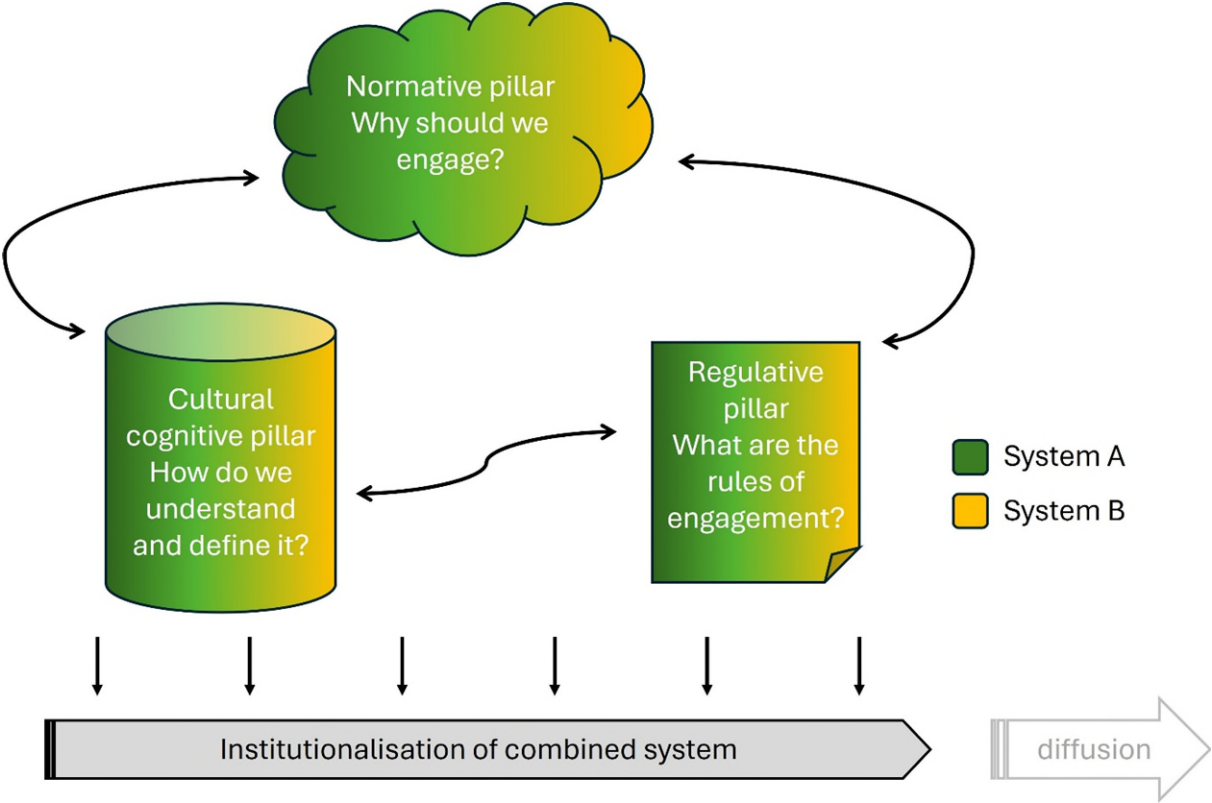 Normative pillar
Why should we
engage?
Cultural
cognitive pillar
How do we
understand
and define it?
Regulative
pillar
What are the
rules of
engagement?
System A
System B
Institutionalisation of combined system
diffusion